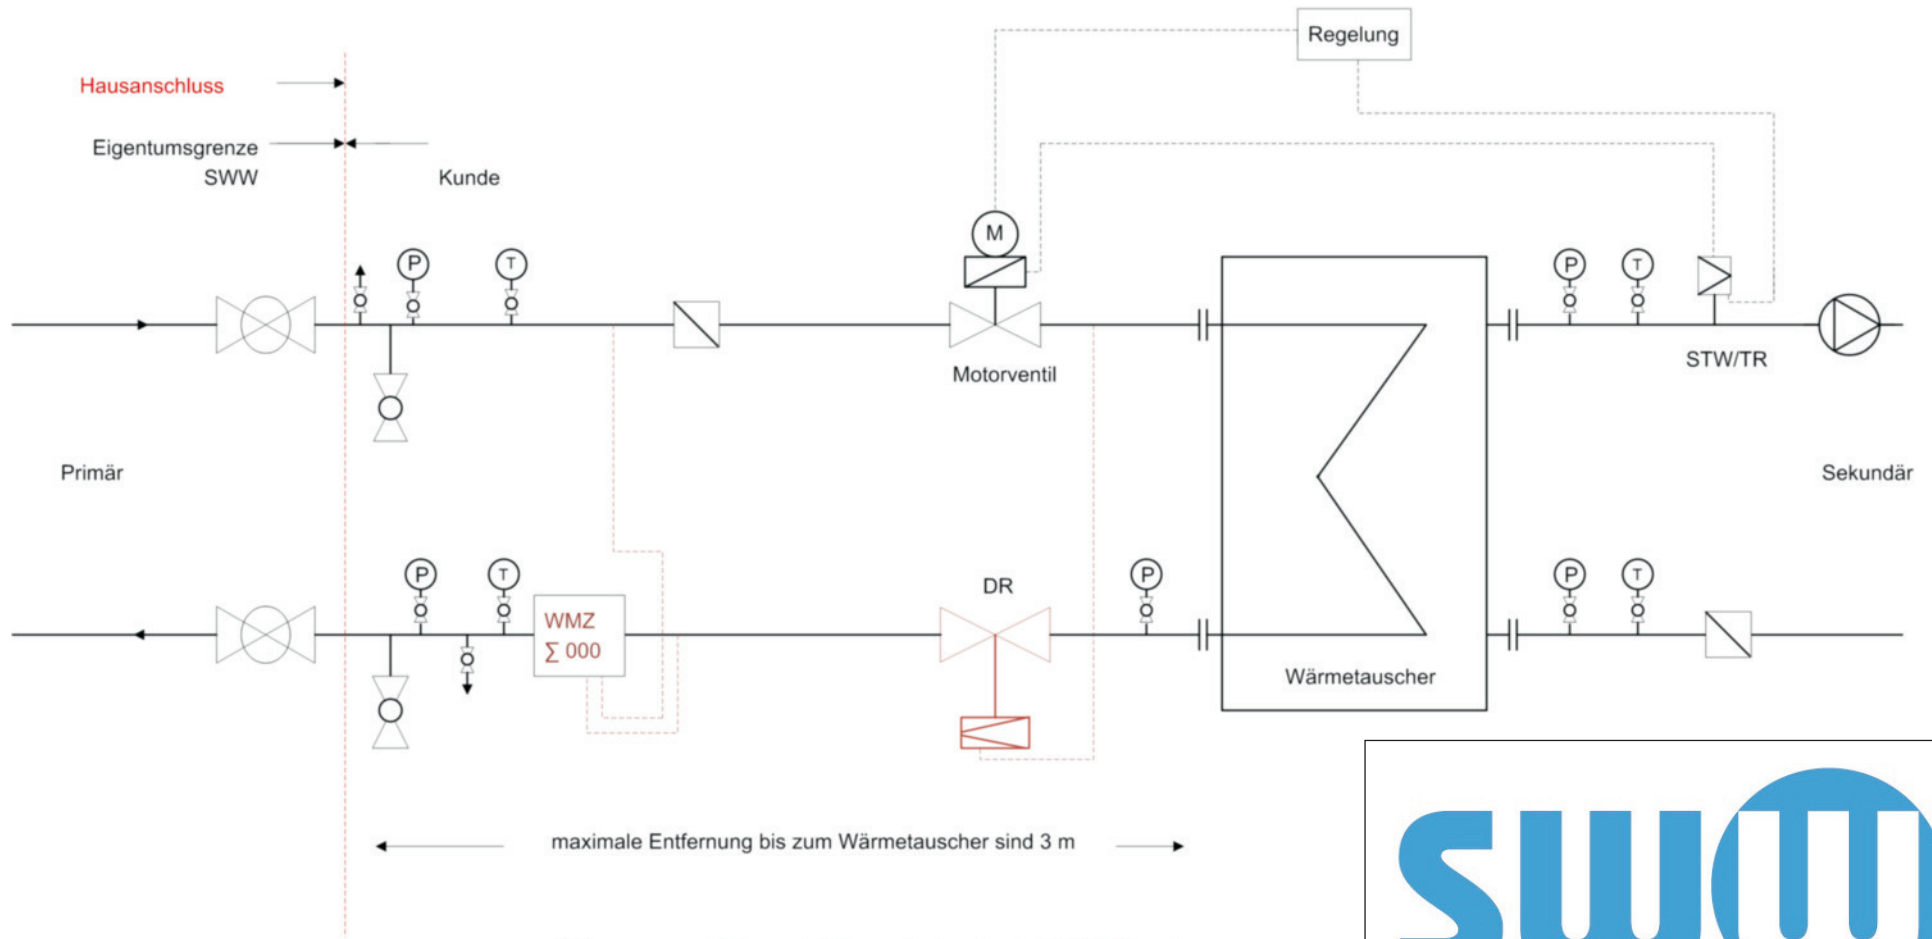 Regelung
Hausanschluss
Eigentumsgrenze
SWW
Kunde
M
P
T
P
T
Motorventil
STW/TR
Primär
Sekundär
P
T
WMZ
∑ 000
DR
P
P
T
Wärmetauscher
maximale Entfernung bis zum Wärmetauscher sind 3 m
sww